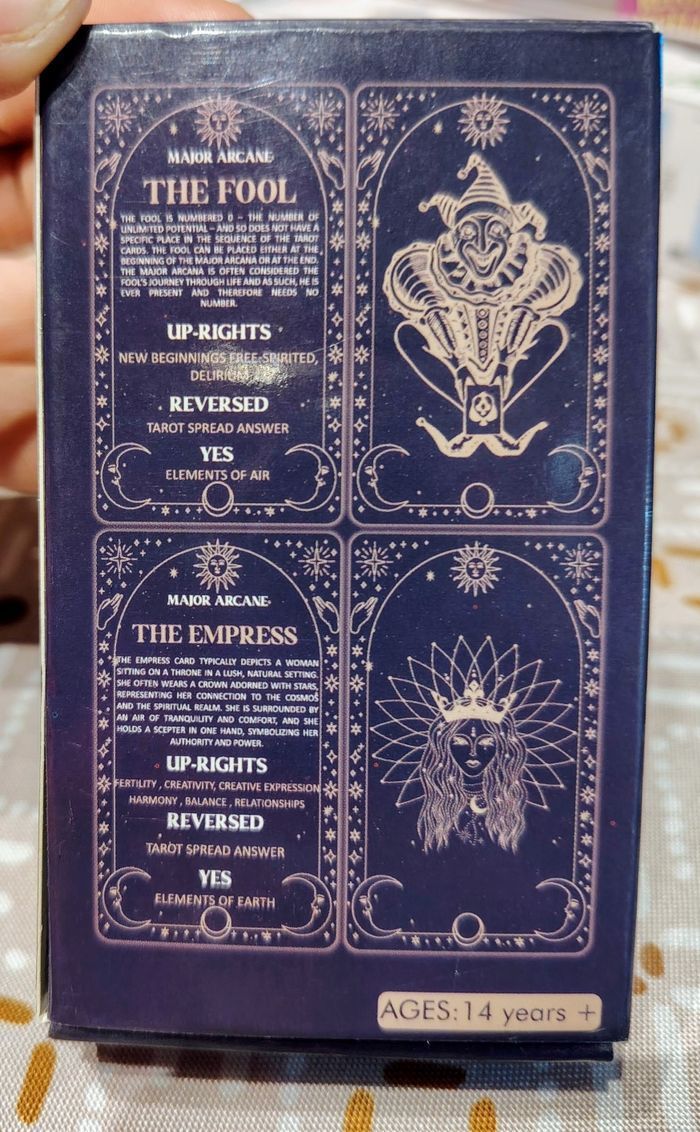 MAJOR ARCANE
THE FOOL
THE FOOL IS NUMBERED 0 – THE NUMBER OF
UNLIMITED POTENTIAL – AND SO DOES NOT HAVE A
SPECIFIC PLACE IN THE SEQUENCE OF THE TAROT
CARDS. THE FOOL CAN BE PLACED EITHER AT THE
BEGINNING OF THE MAJOR ARCANA OR AT THE END.
THE MAJOR ARCANA IS OFTEN CONSIDERED THE
FOOL'S JOURNEY THROUGH LIFE AND AS SUCH, HE IS
EVER PRESENT AND THEREFORE NEEDS NO
NUMBER.
UP-RIGHTS
NEW BEGINNINGS FREE-SPIRITED,
DELIRIUM
REVERSED
TAROT SPREAD ANSWER
YES
ELEMENTS OF AIR
MAJOR ARCANE
THE EMPRESS
THE EMPRESS CARD TYPICALLY DEPICTS A WOMAN
SITTING ON A THRONE IN A LUSH, NATURAL SETTING.
SHE OFTEN WEARS A CROWN ADORNED WITH STARS,
REPRESENTING HER CONNECTION TO THE COSMOS
AND THE SPIRITUAL REALM. SHE IS SURROUNDED BY
AN AIR OF TRANQUILITY AND COMFORT, AND SHE
HOLDS A SCEPTER IN ONE HAND, SYMBOLIZING HER
AUTHORITY AND POWER.
UP-RIGHTS
FERTILITY , CREATIVITY, CREATIVE EXPRESSION
HARMONY , BALANCE , RELATIONSHIPS
REVERSED
TAROT SPREAD ANSWER
YES
ELEMENTS OF EARTH
AGES:14 years +